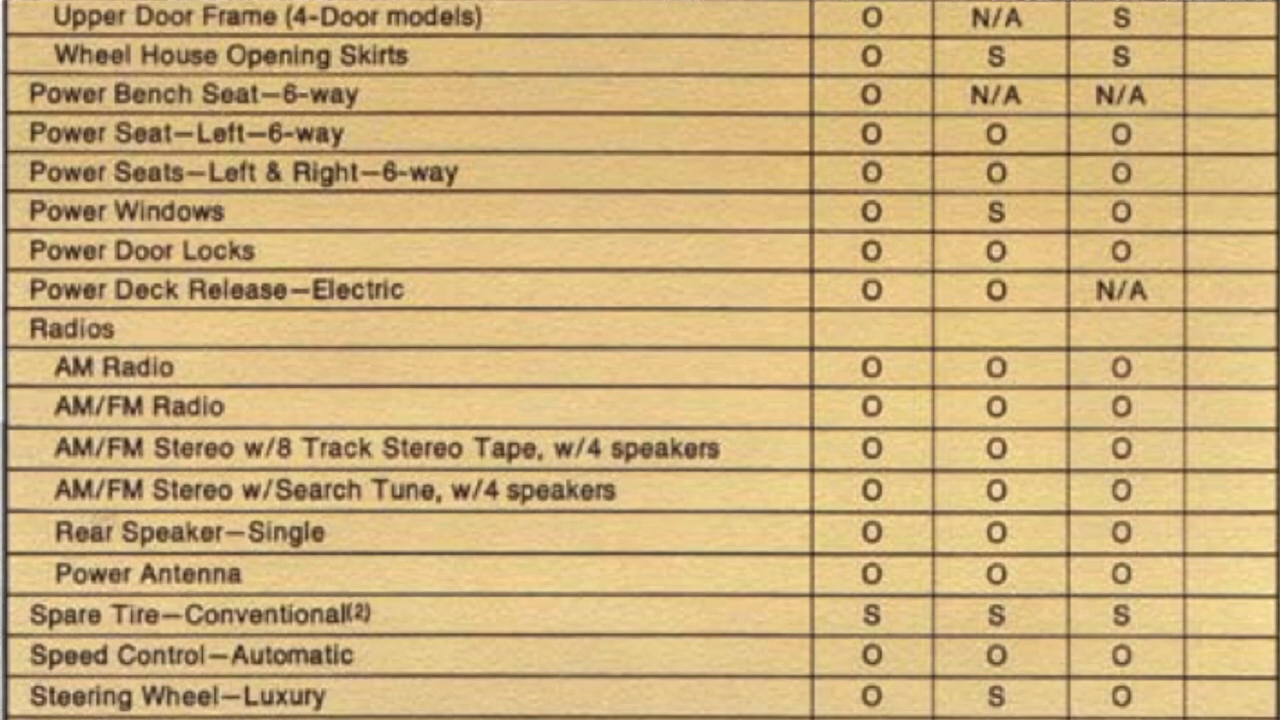 Upper Door Frame (4-Door models) O N/A S
Wheel House Opening Skirts O S S
Power Bench Seat—6-way O N/A N/A
Power Seat—Left—6-way O O O
Power Seats—Left & Right—6-way O O O
Power Windows O S O
Power Door Locks O O O
Power Deck Release—Electric O O N/A
Radios
AM Radio O O O
AM/FM Radio O O O
AM/FM Stereo w/8 Track Stereo Tape, w/4 speakers O O O
AM/FM Stereo w/Search Tune, w/4 speakers O O O
Rear Speaker—Single O O O
Power Antenna O O O
Spare Tire—Conventional(2) S S S
Speed Control—Automatic O O O
Steering Wheel—Luxury O S O